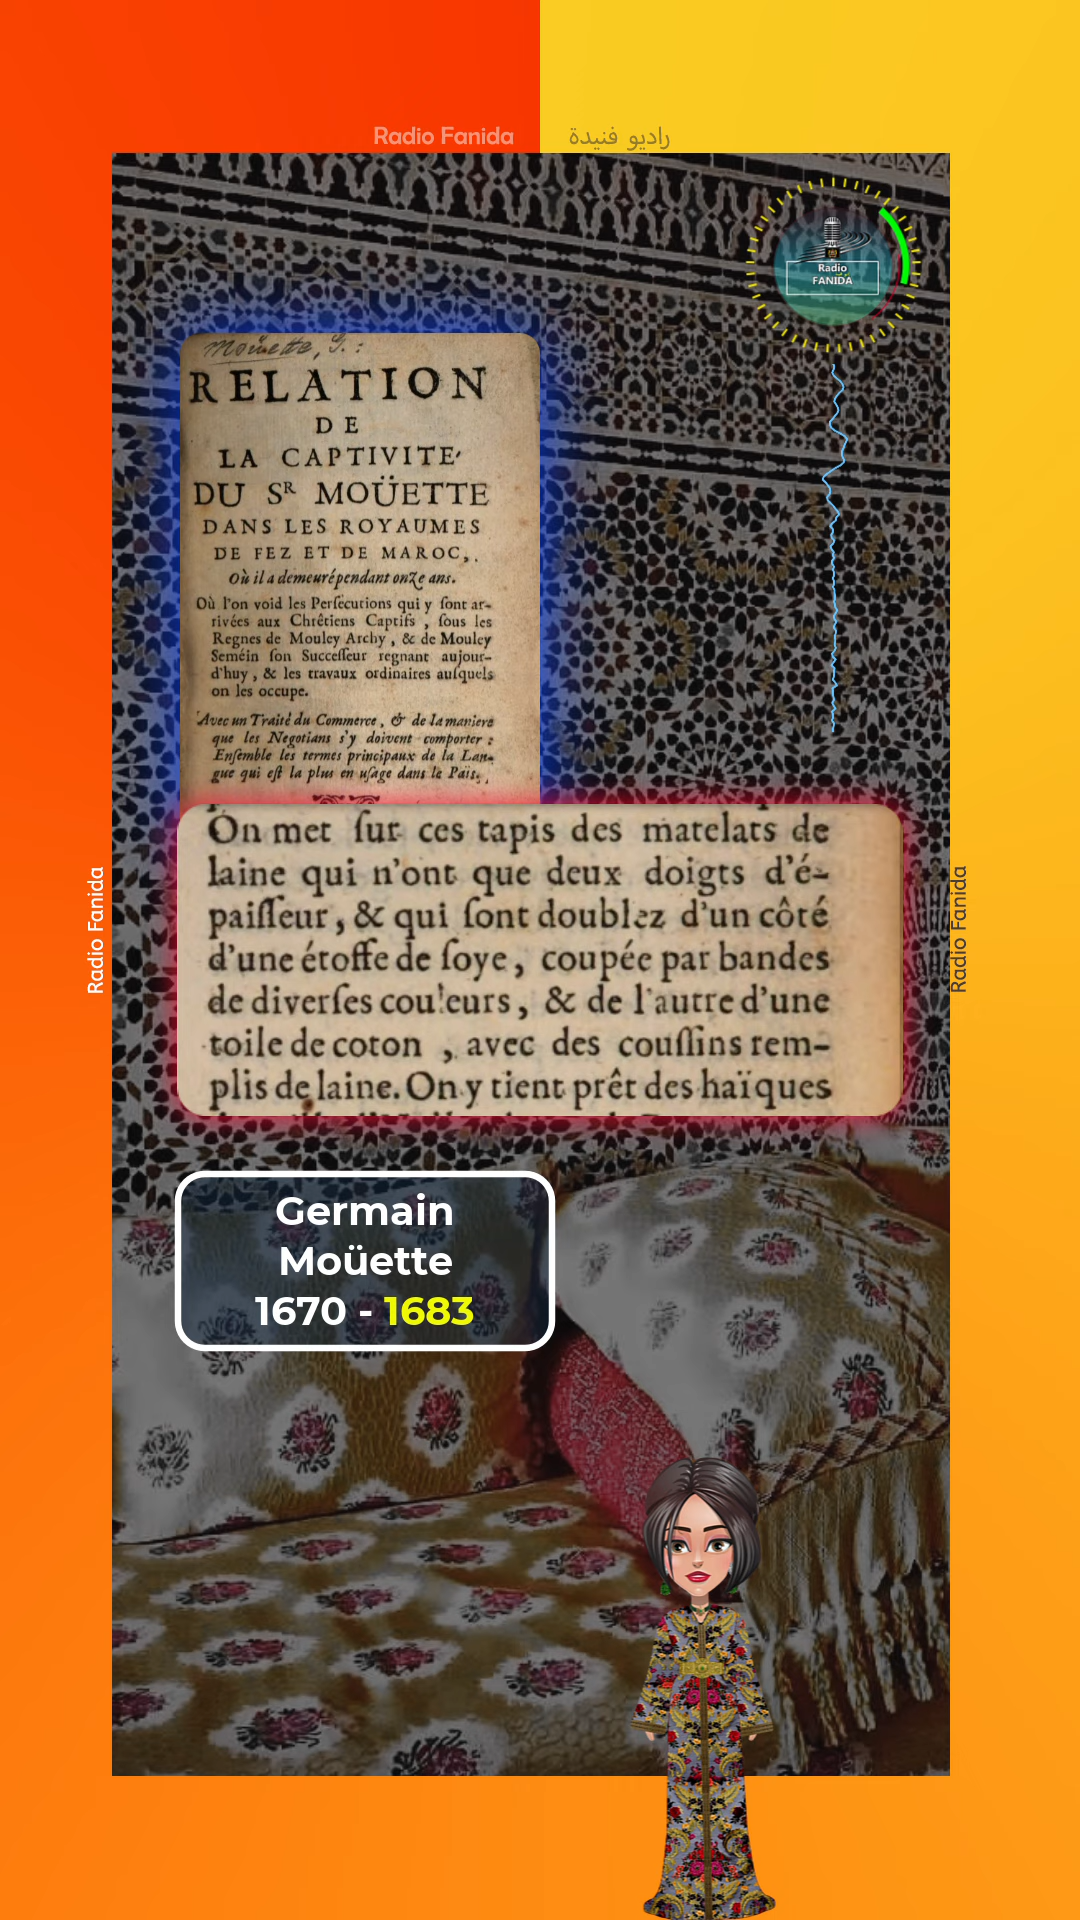 Radio Fanida
راديو فنيدة
Radio
FANIDA
Moüette, G.:
RELATION
DE
LA CAPTIVITE'
DU Sʀ MOÜETTE
DANS LES ROYAUMES
DE FEZ ET DE MAROC,
Où il a demeuré pendant onze ans.
Où l'on void les Perſecutions qui y ſont ar-
rivées aux Chrêtiens Captifs, ſous les
Regnes de Mouley Archy, & de Mouley
Seméin ſon Succeſſeur regnant aujour-
d'huy, & les travaux ordinaires auſquels
on les occupe.
Avec un Traité du Commerce, & de la maniere
que les Negotians s'y doivent comporter :
Enſemble les termes principaux de la Lan-
gue qui eſt la plus en uſage dans le Païs.
On met ſur ces tapis des matelats de
laine qui n'ont que deux doigts d'é-
paiſſeur, & qui ſont doublez d'un côté
d'une étoffe de ſoye, coupée par bandes
de diverſes couleurs, & de l'autre d'une
toile de coton, avec des couſſins rem-
plis de laine. On y tient prêt des haïques
Radio Fanida
Radio Fanida
Germain
Moüette
1670 - 1683